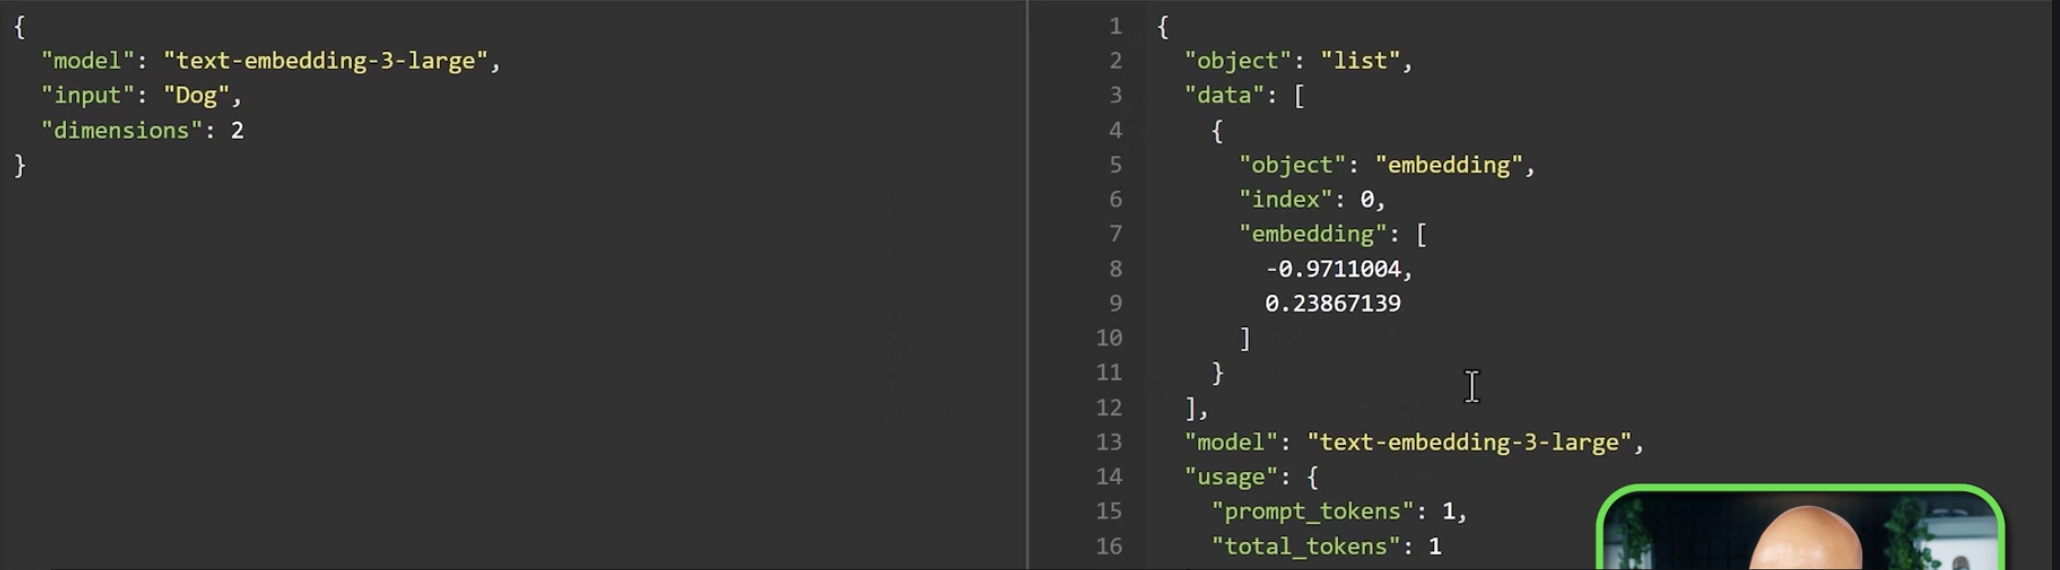 {
  "model": "text-embedding-3-large",
  "input": "Dog",
  "dimensions": 2
}
1 {
2   "object": "list",
3   "data": [
4     {
5       "object": "embedding",
6       "index": 0,
7       "embedding": [
8         -0.9711004,
9         0.23867139
10       ]
11     }
12   ],
13   "model": "text-embedding-3-large",
14   "usage": {
15     "prompt_tokens": 1,
16     "total_tokens": 1